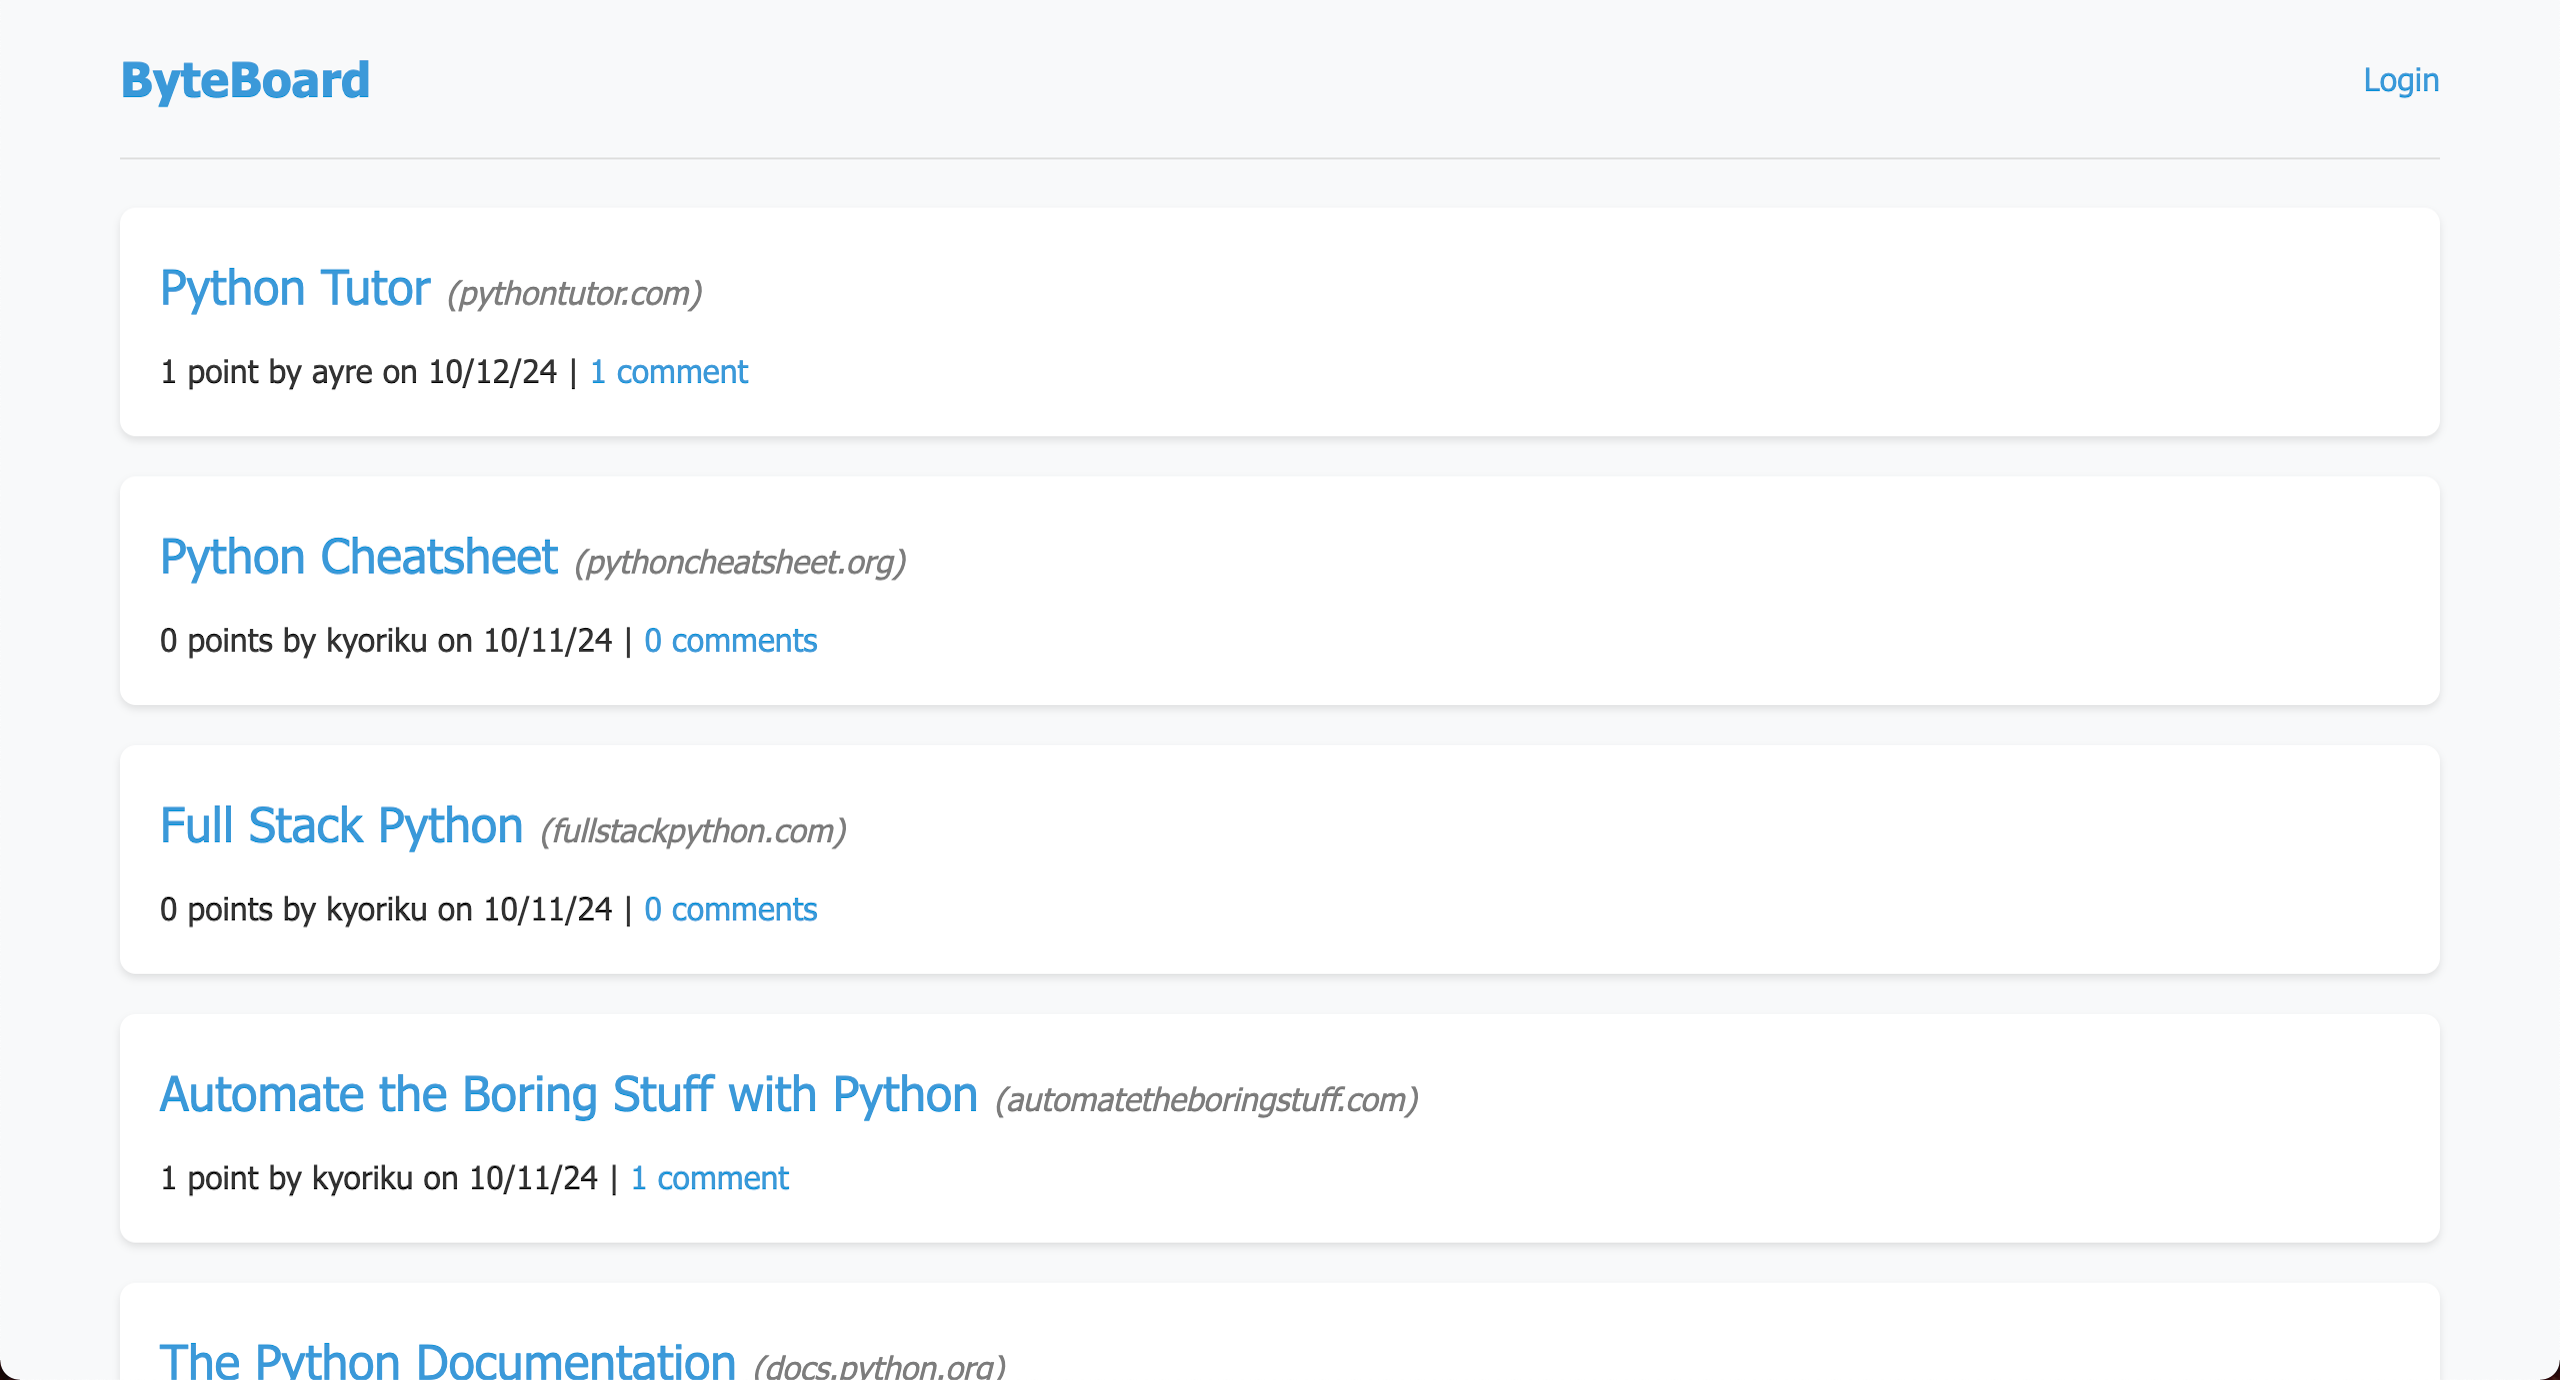 ByteBoard
Login
Python Tutor (pythontutor.com)
1 point by ayre on 10/12/24 | 1 comment
Python Cheatsheet (pythoncheatsheet.org)
0 points by kyoriku on 10/11/24 | 0 comments
Full Stack Python (fullstackpython.com)
0 points by kyoriku on 10/11/24 | 0 comments
Automate the Boring Stuff with Python (automatetheboringstuff.com)
1 point by kyoriku on 10/11/24 | 1 comment
The Python Documentation (docs.python.org)